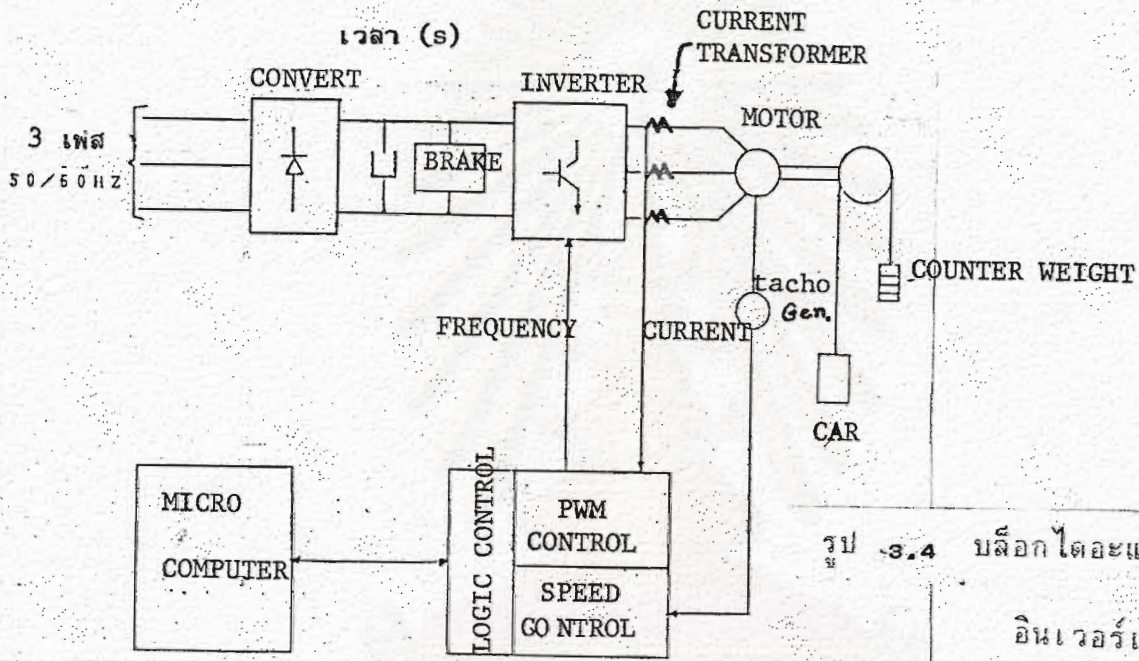 เวลา (s)
CURRENT
TRANSFORMER
CONVERT
INVERTER
MOTOR
3 เฟส
50/60HZ
BRAKE
COUNTER WEIGHT
tacho
Gen.
FREQUENCY
CURRENT
CAR
MICRO
COMPUTER
LOGIC CONTROL
PWM
CONTROL
SPEED
CONTROL
รูป 3.4 บล็อกไดอะแ
อินเวอร์เ